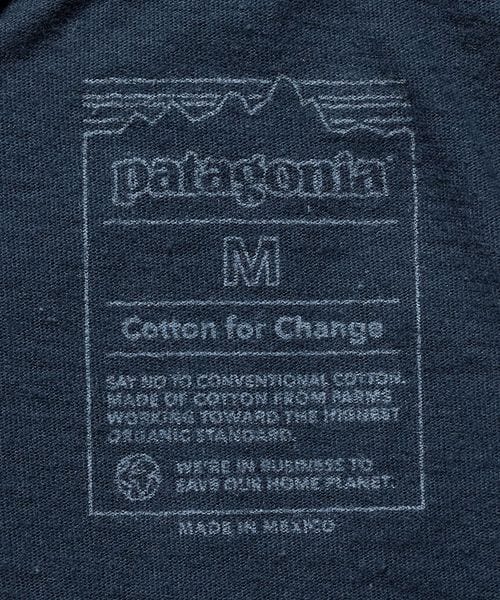 patagonia
M
Cotton for Change
SAY NO TO CONVENTIONAL COTTON.
MADE OF COTTON FROM FARMS
WORKING TOWARD THE HIGHEST
ORGANIC STANDARD.
WE'RE IN BUSINESS TO
SAVE OUR HOME PLANET.
MADE IN MEXICO